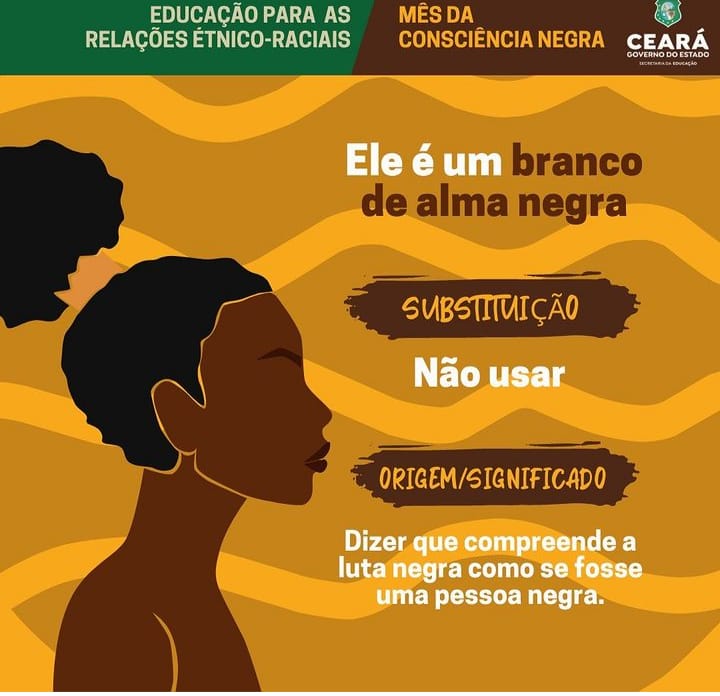 EDUCAÇÃO PARA AS
RELAÇÕES ÉTNICO-RACIAIS
MÊS DA
CONSCIÊNCIA NEGRA
CEARÁ
GOVERNO DO ESTADO
SECRETARIA DA EDUCAÇÃO
Ele é um branco
de alma negra
SUBSTITUIÇÃO
Não usar
ORIGEM/SIGNIFICADO
Dizer que compreende a
luta negra como se fosse
uma pessoa negra.